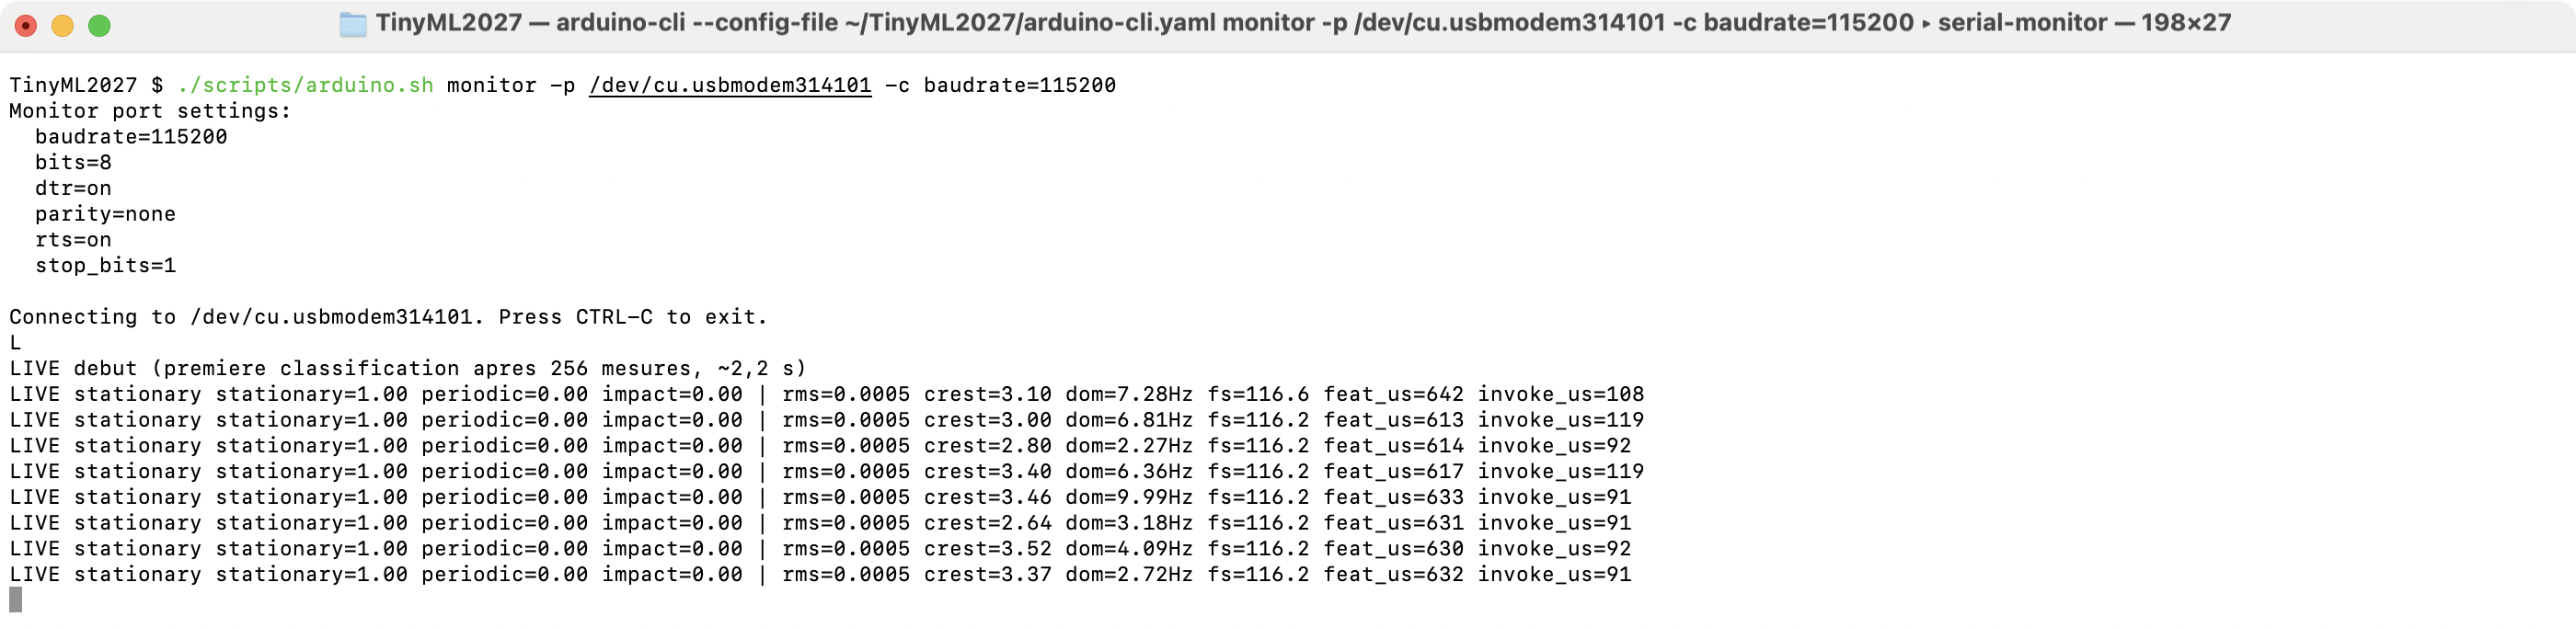 TinyML2027 — arduino-cli --config-file ~/TinyML2027/arduino-cli.yaml monitor -p /dev/cu.usbmodem314101 -c baudrate=115200 ▸ serial-monitor — 198×27
TinyML2027 $ ./scripts/arduino.sh monitor -p /dev/cu.usbmodem314101 -c baudrate=115200
Monitor port settings:
  baudrate=115200
  bits=8
  dtr=on
  parity=none
  rts=on
  stop_bits=1

Connecting to /dev/cu.usbmodem314101. Press CTRL-C to exit.
L
LIVE debut (premiere classification apres 256 mesures, ~2,2 s)
LIVE stationary stationary=1.00 periodic=0.00 impact=0.00 | rms=0.0005 crest=3.10 dom=7.28Hz fs=116.6 feat_us=642 invoke_us=108
LIVE stationary stationary=1.00 periodic=0.00 impact=0.00 | rms=0.0005 crest=3.00 dom=6.81Hz fs=116.2 feat_us=613 invoke_us=119
LIVE stationary stationary=1.00 periodic=0.00 impact=0.00 | rms=0.0005 crest=2.80 dom=2.27Hz fs=116.2 feat_us=614 invoke_us=92
LIVE stationary stationary=1.00 periodic=0.00 impact=0.00 | rms=0.0005 crest=3.40 dom=6.36Hz fs=116.2 feat_us=617 invoke_us=119
LIVE stationary stationary=1.00 periodic=0.00 impact=0.00 | rms=0.0005 crest=3.46 dom=9.99Hz fs=116.2 feat_us=633 invoke_us=91
LIVE stationary stationary=1.00 periodic=0.00 impact=0.00 | rms=0.0005 crest=2.64 dom=3.18Hz fs=116.2 feat_us=631 invoke_us=91
LIVE stationary stationary=1.00 periodic=0.00 impact=0.00 | rms=0.0005 crest=3.52 dom=4.09Hz fs=116.2 feat_us=630 invoke_us=92
LIVE stationary stationary=1.00 periodic=0.00 impact=0.00 | rms=0.0005 crest=3.37 dom=2.72Hz fs=116.2 feat_us=632 invoke_us=91